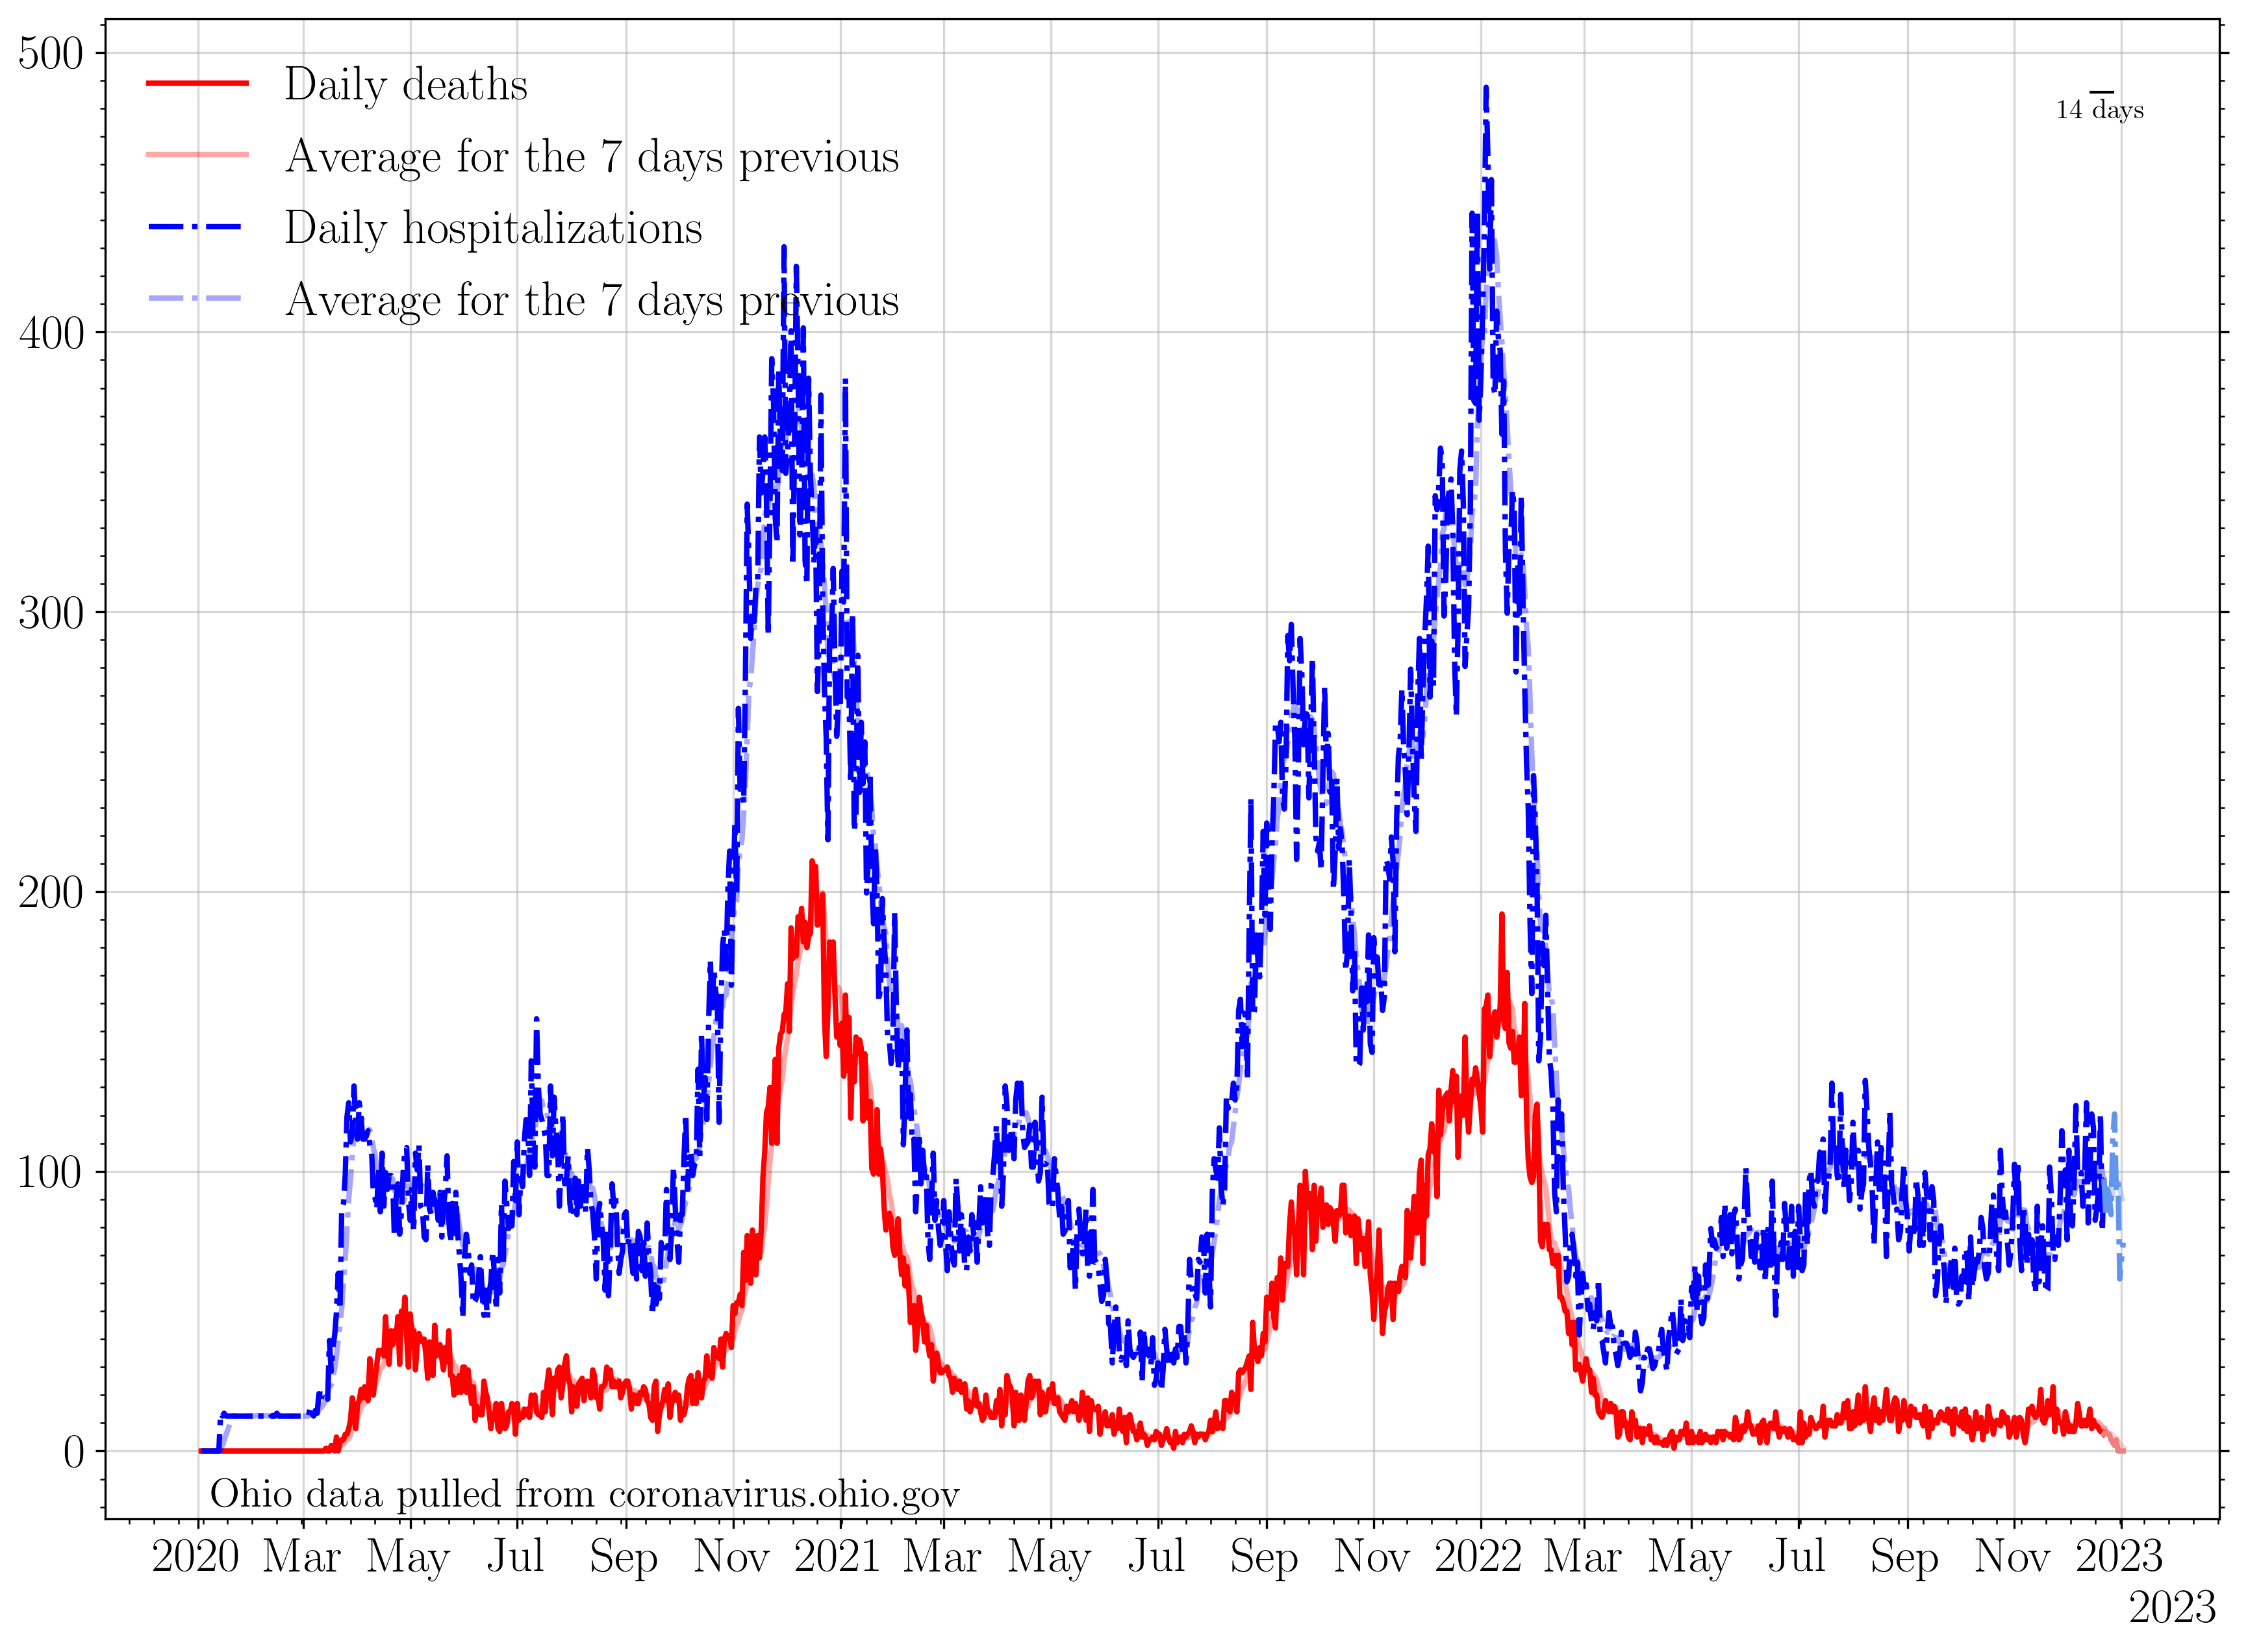 500
400
300
200
100
0
Daily deaths
Average for the 7 days previous
Daily hospitalizations
Average for the 7 days previous
14 days
Ohio data pulled from coronavirus.ohio.gov
2020 Mar May Jul Sep Nov 2021 Mar May Jul Sep Nov 2022 Mar May Jul Sep Nov 2023
2023